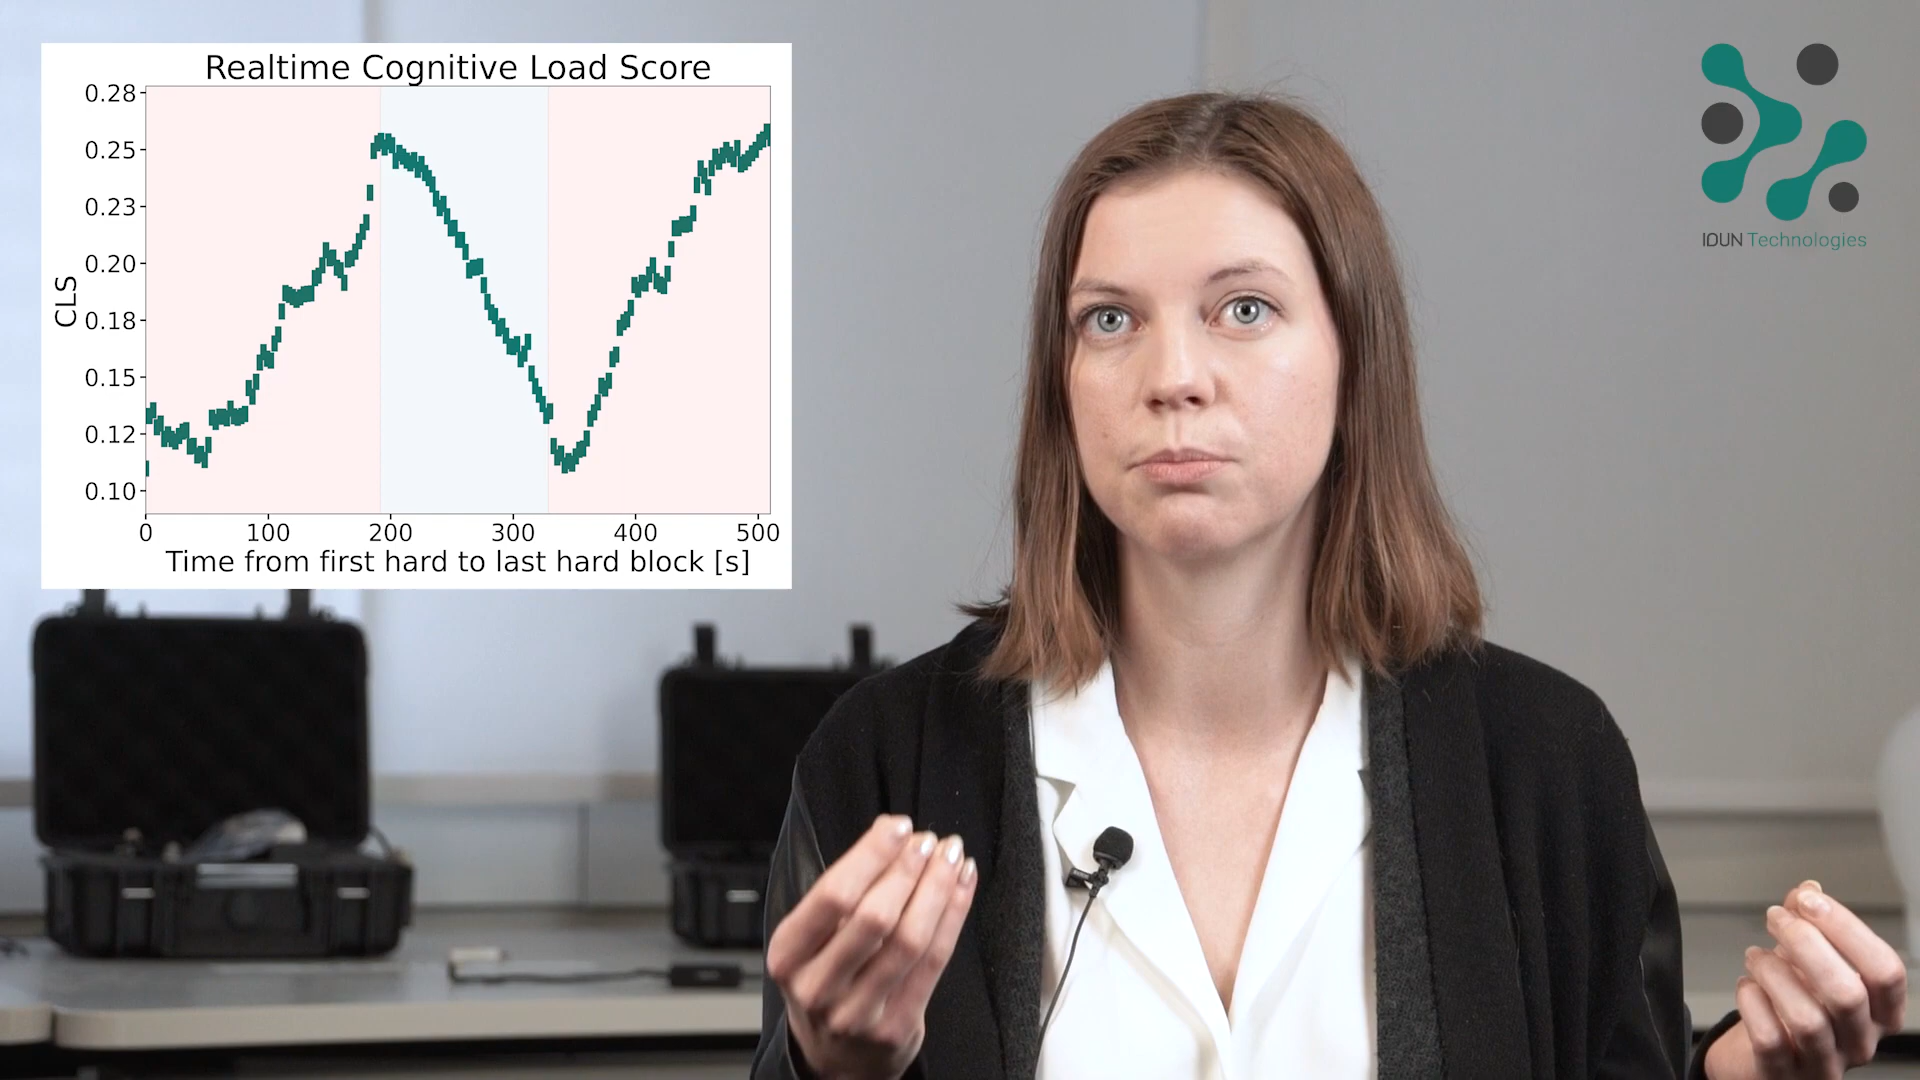 Realtime Cognitive Load Score
0.28
0.25
0.23
0.20
0.18
0.15
0.12
0.10
CLS
0 100 200 300 400 500
Time from first hard to last hard block [s]
IDUN Technologies